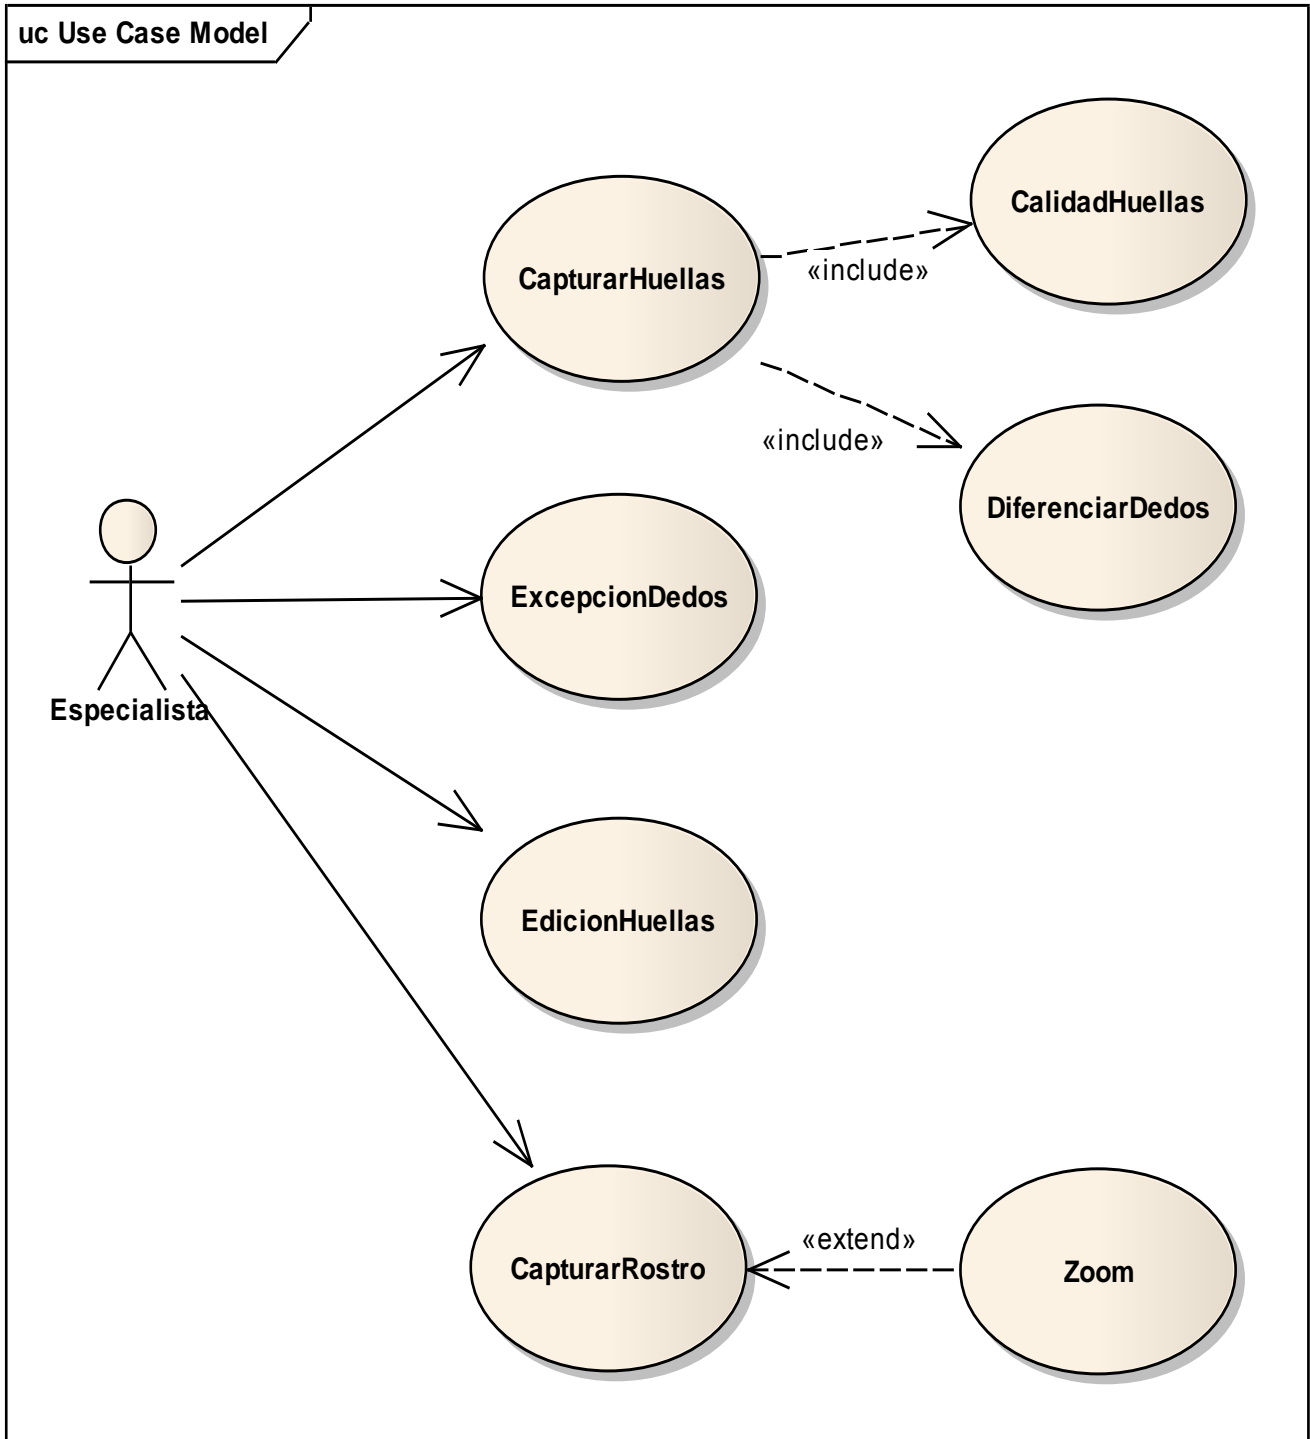 uc Use Case Model
CalidadHuellas
CapturarHuellas
«include»
«include»
DiferenciarDedos
ExcepcionDedos
Especialista
EdicionHuellas
«extend»
CapturarRostro
Zoom